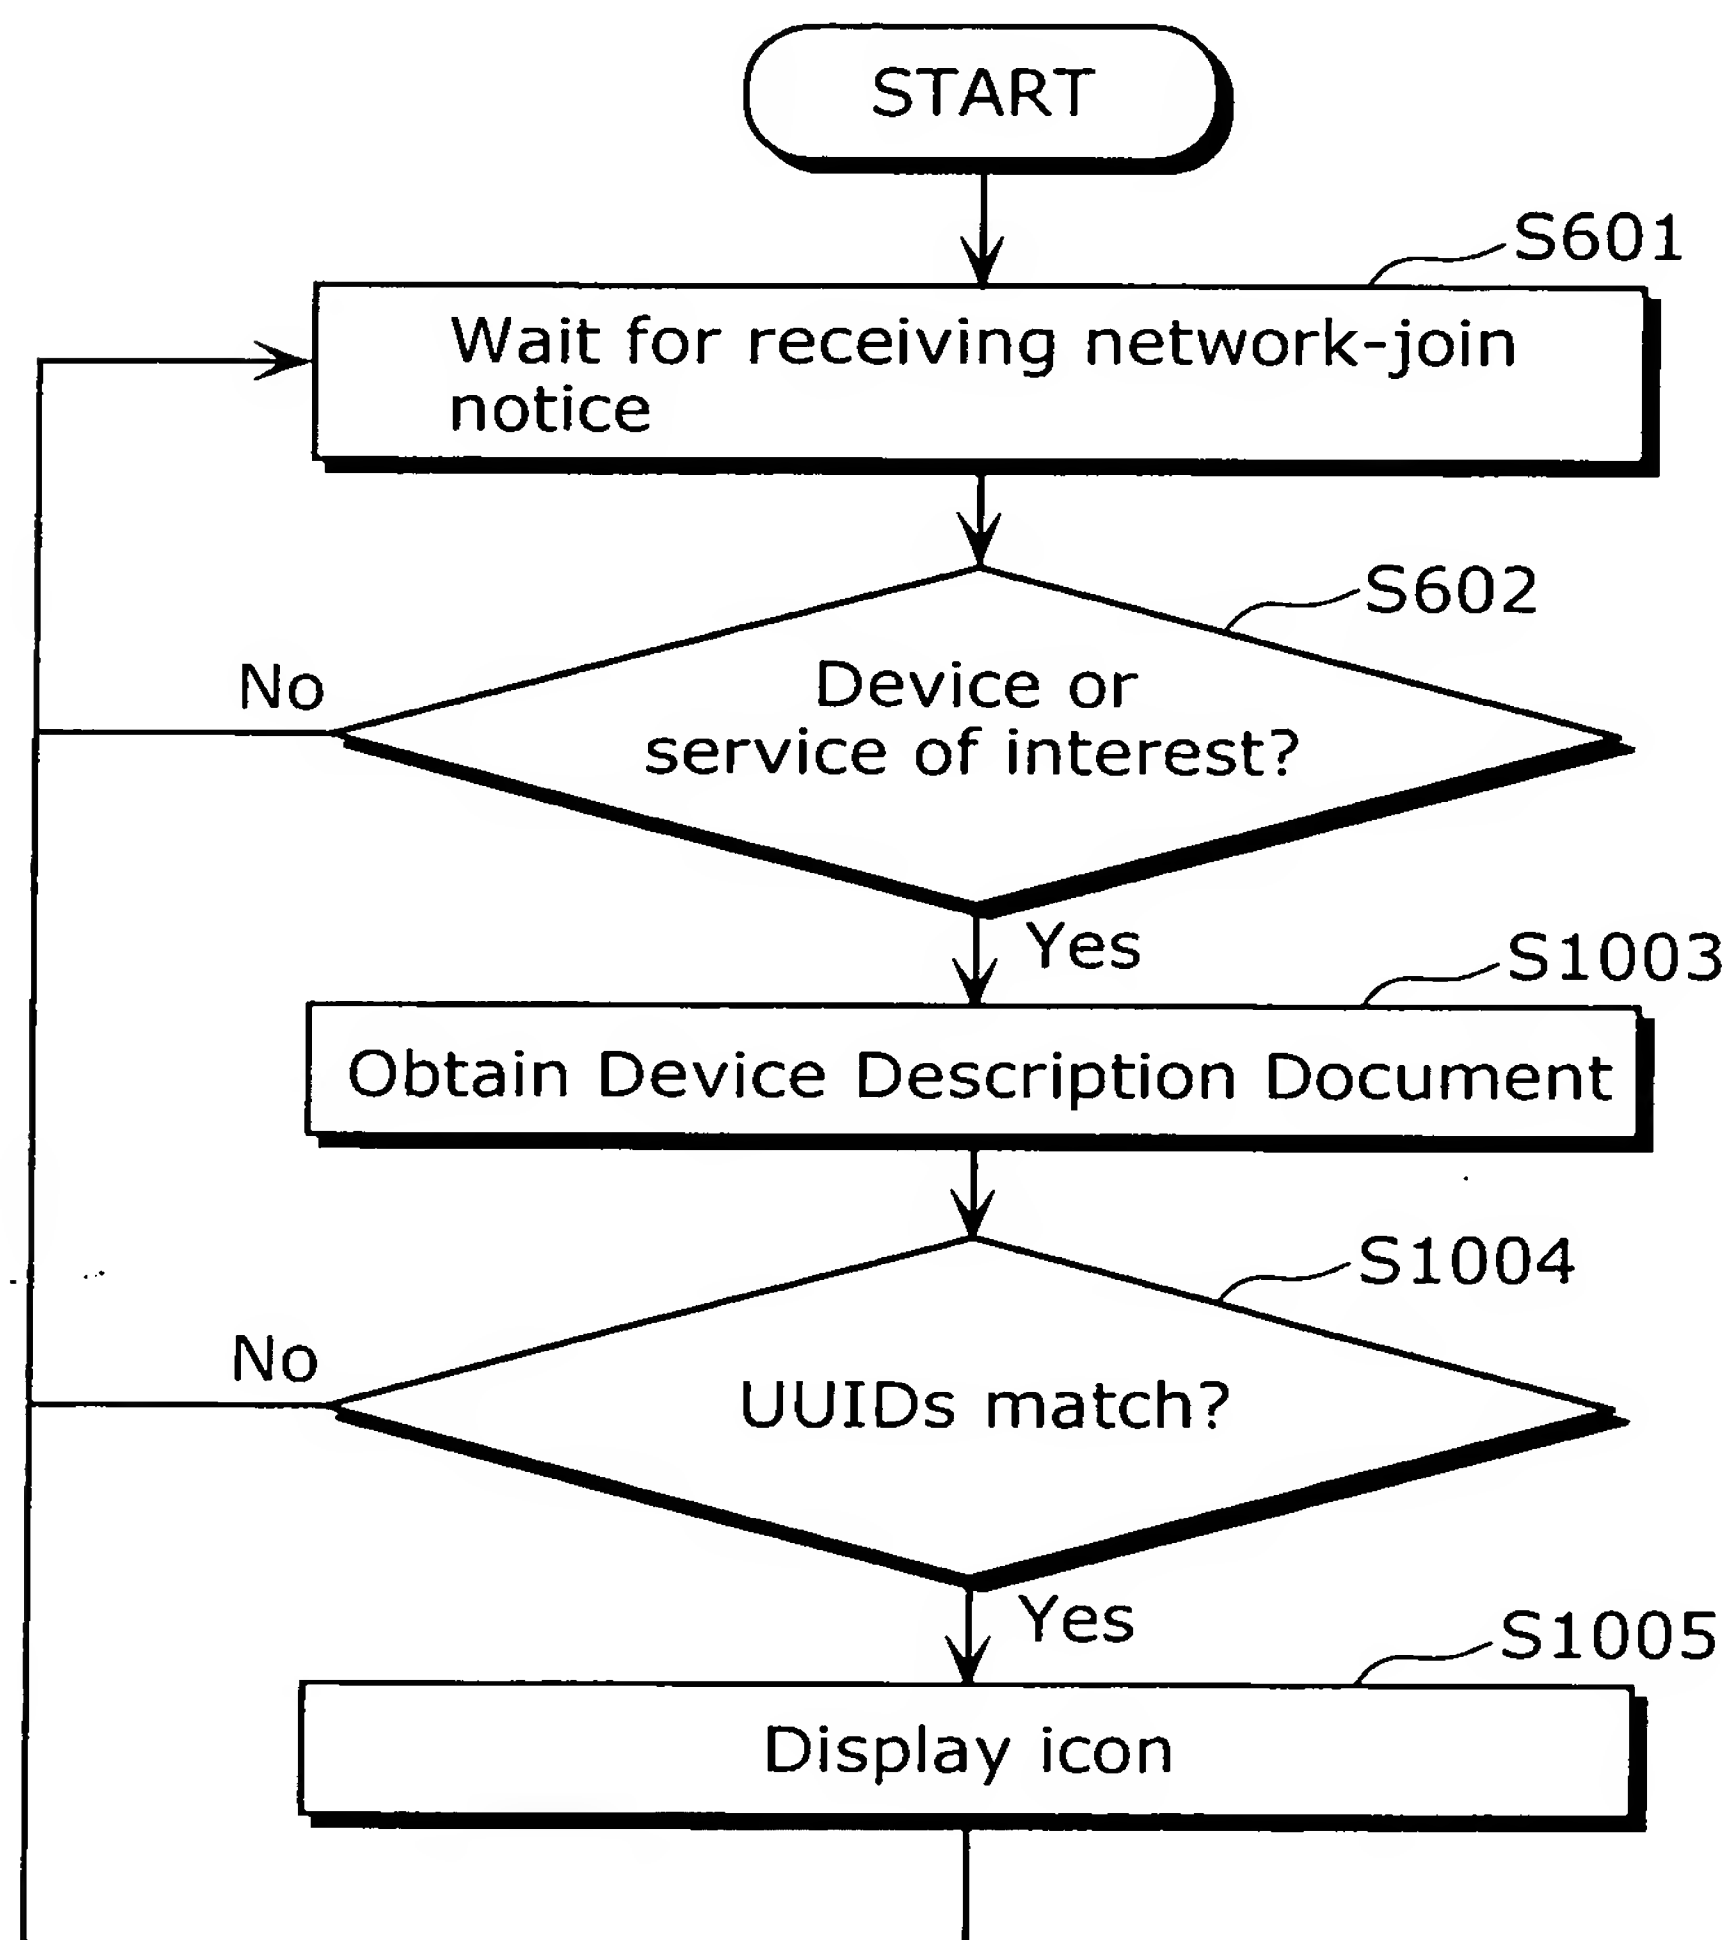 START
S601
Wait for receiving network-join
notice
S602
Device or
service of interest?
No
Yes
S1003
Obtain Device Description Document
S1004
UUIDs match?
No
Yes
S1005
Display icon